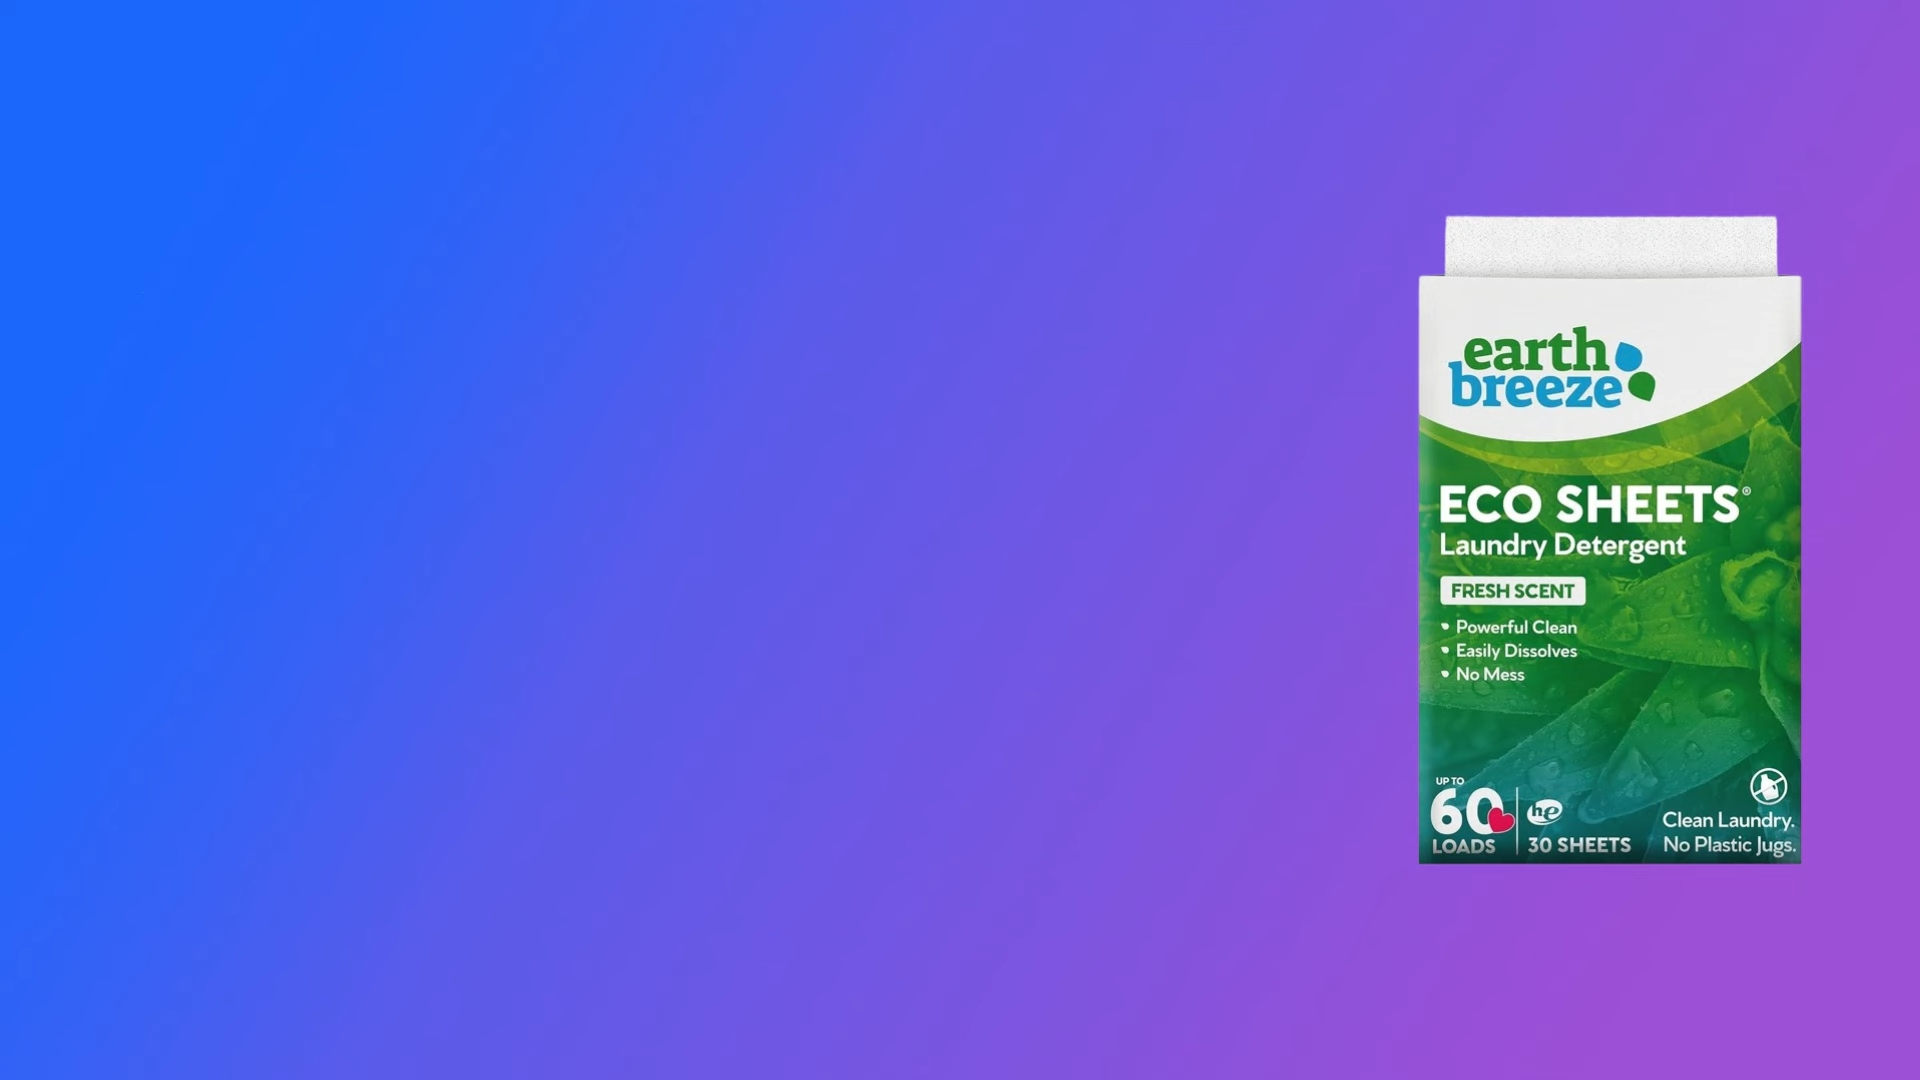 earth
breeze
ECO SHEETS®
Laundry Detergent
FRESH SCENT
Powerful Clean
Easily Dissolves
No Mess
UP TO
60
LOADS
he
30 SHEETS
Clean Laundry.
No Plastic Jugs.